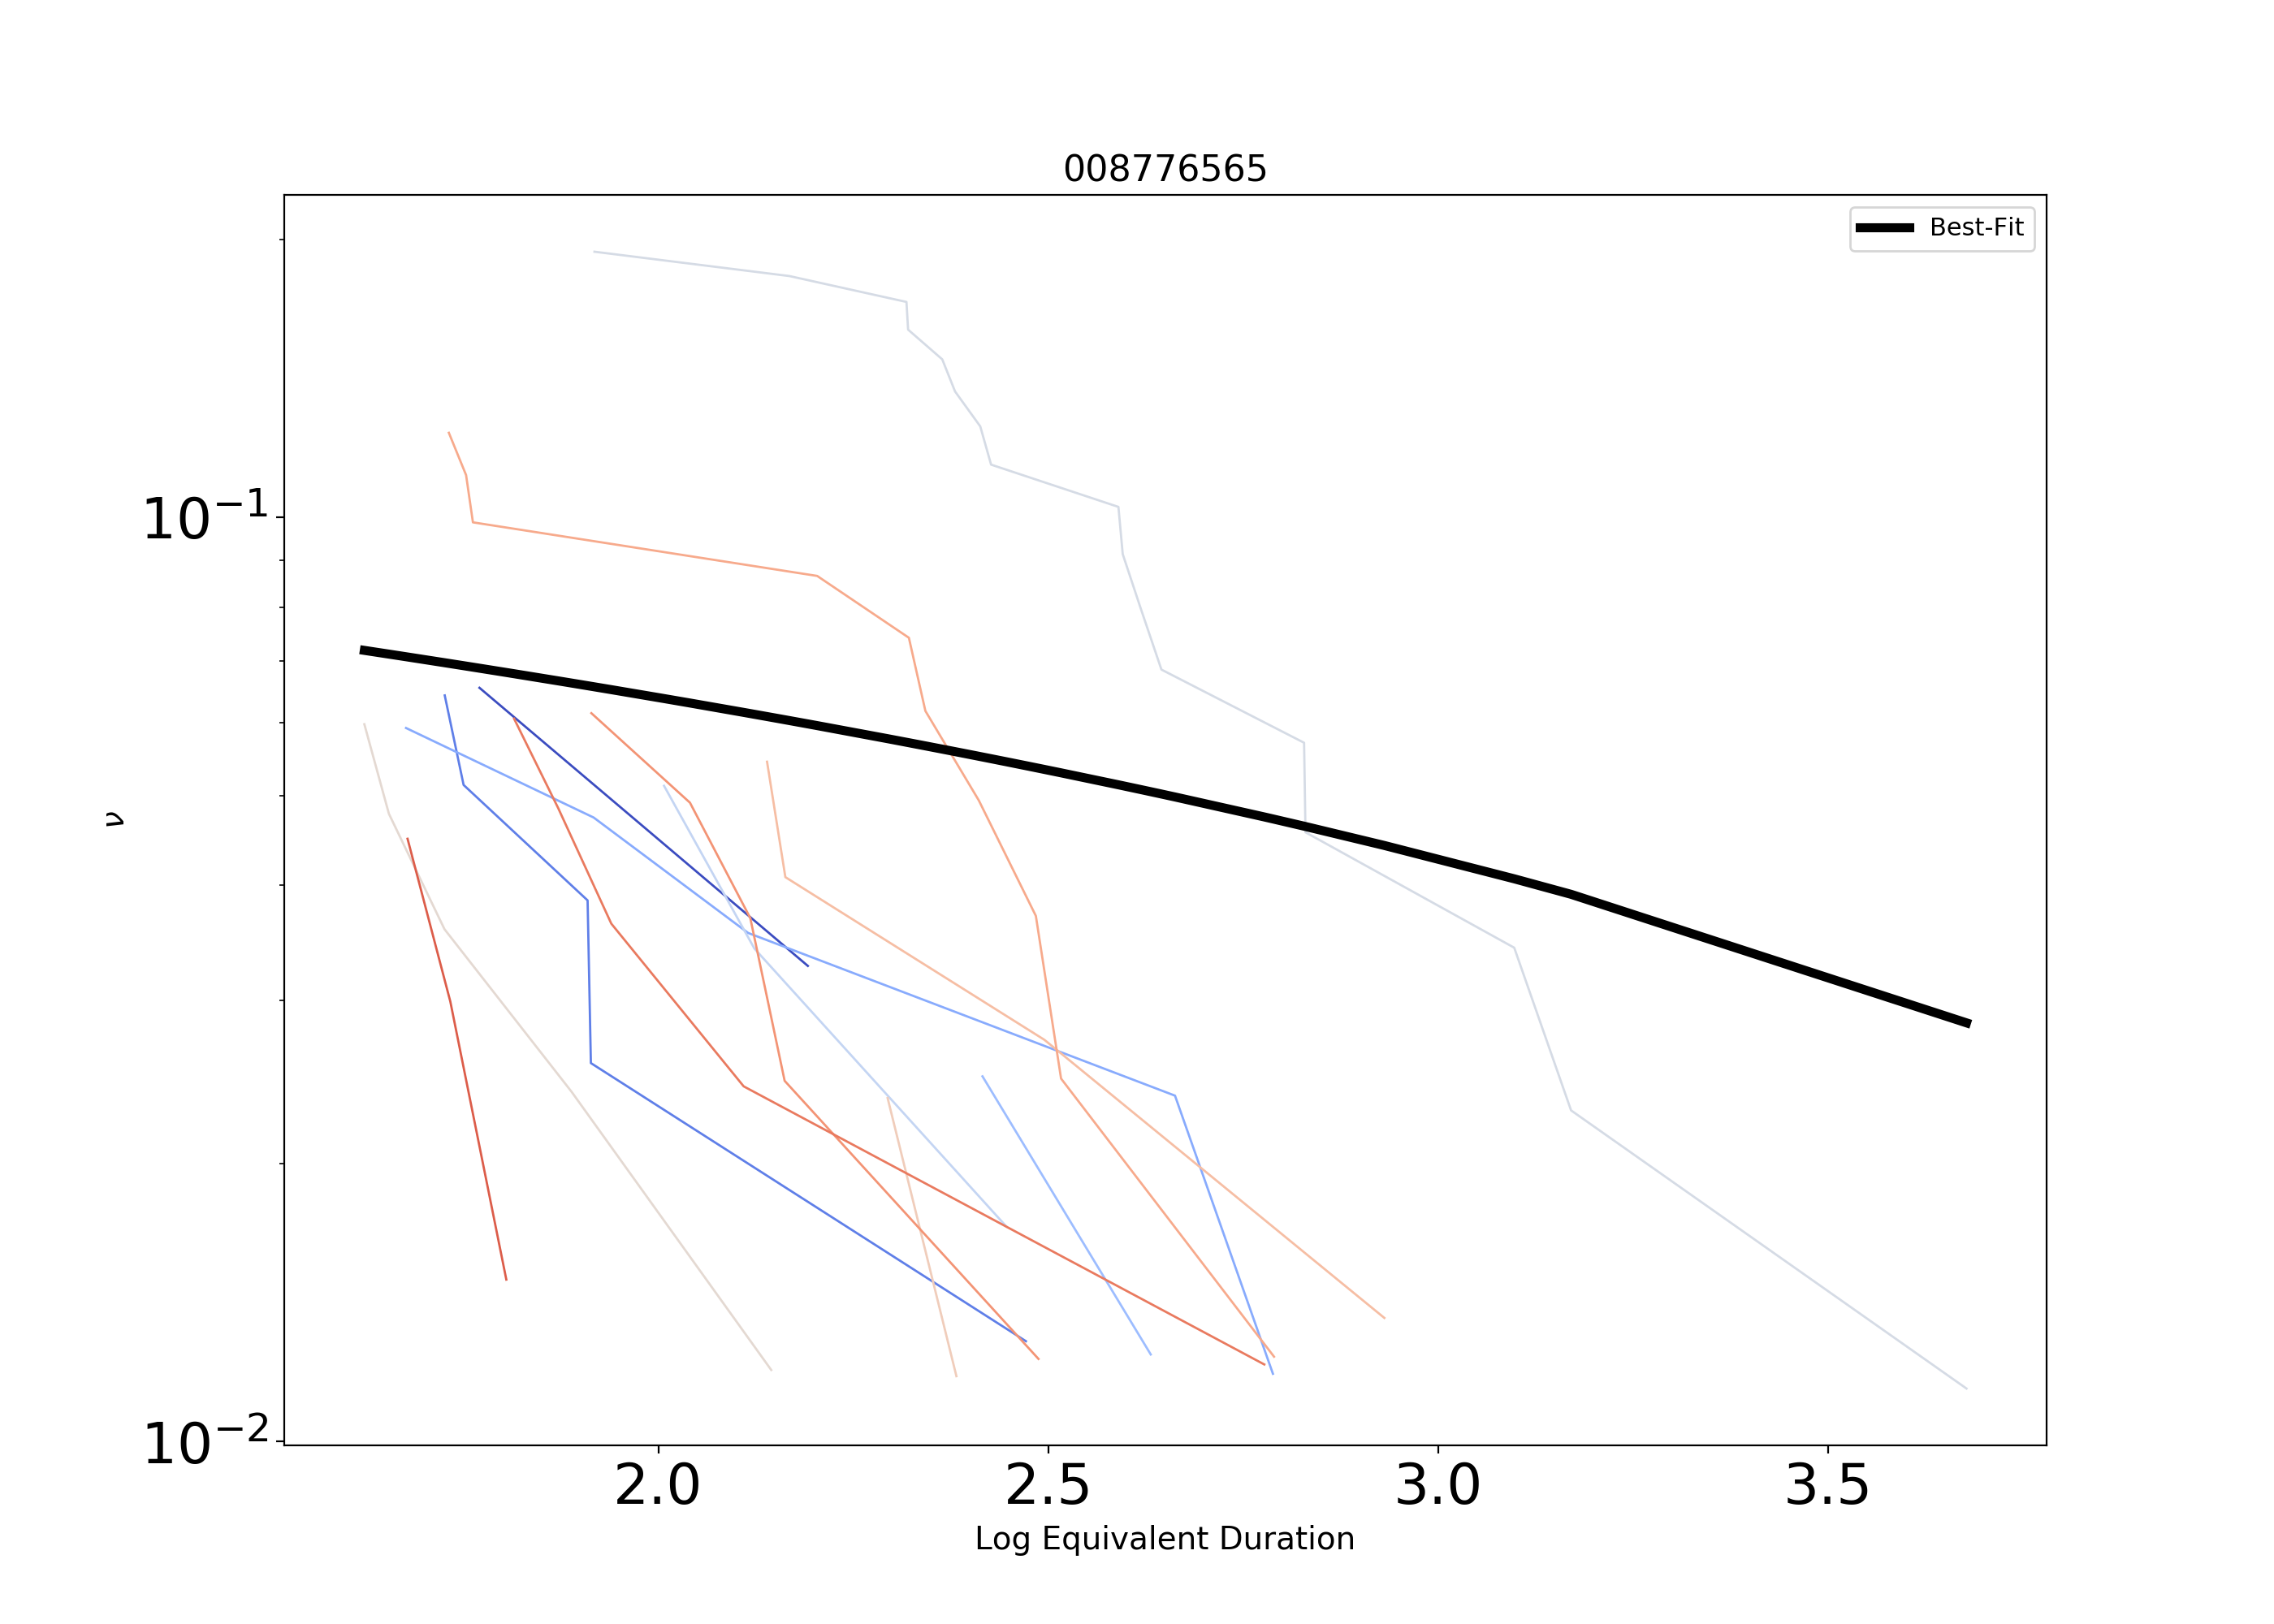 008776565
Best-Fit
10⁻¹
ν
10⁻²
2.0 2.5 3.0 3.5
Log Equivalent Duration